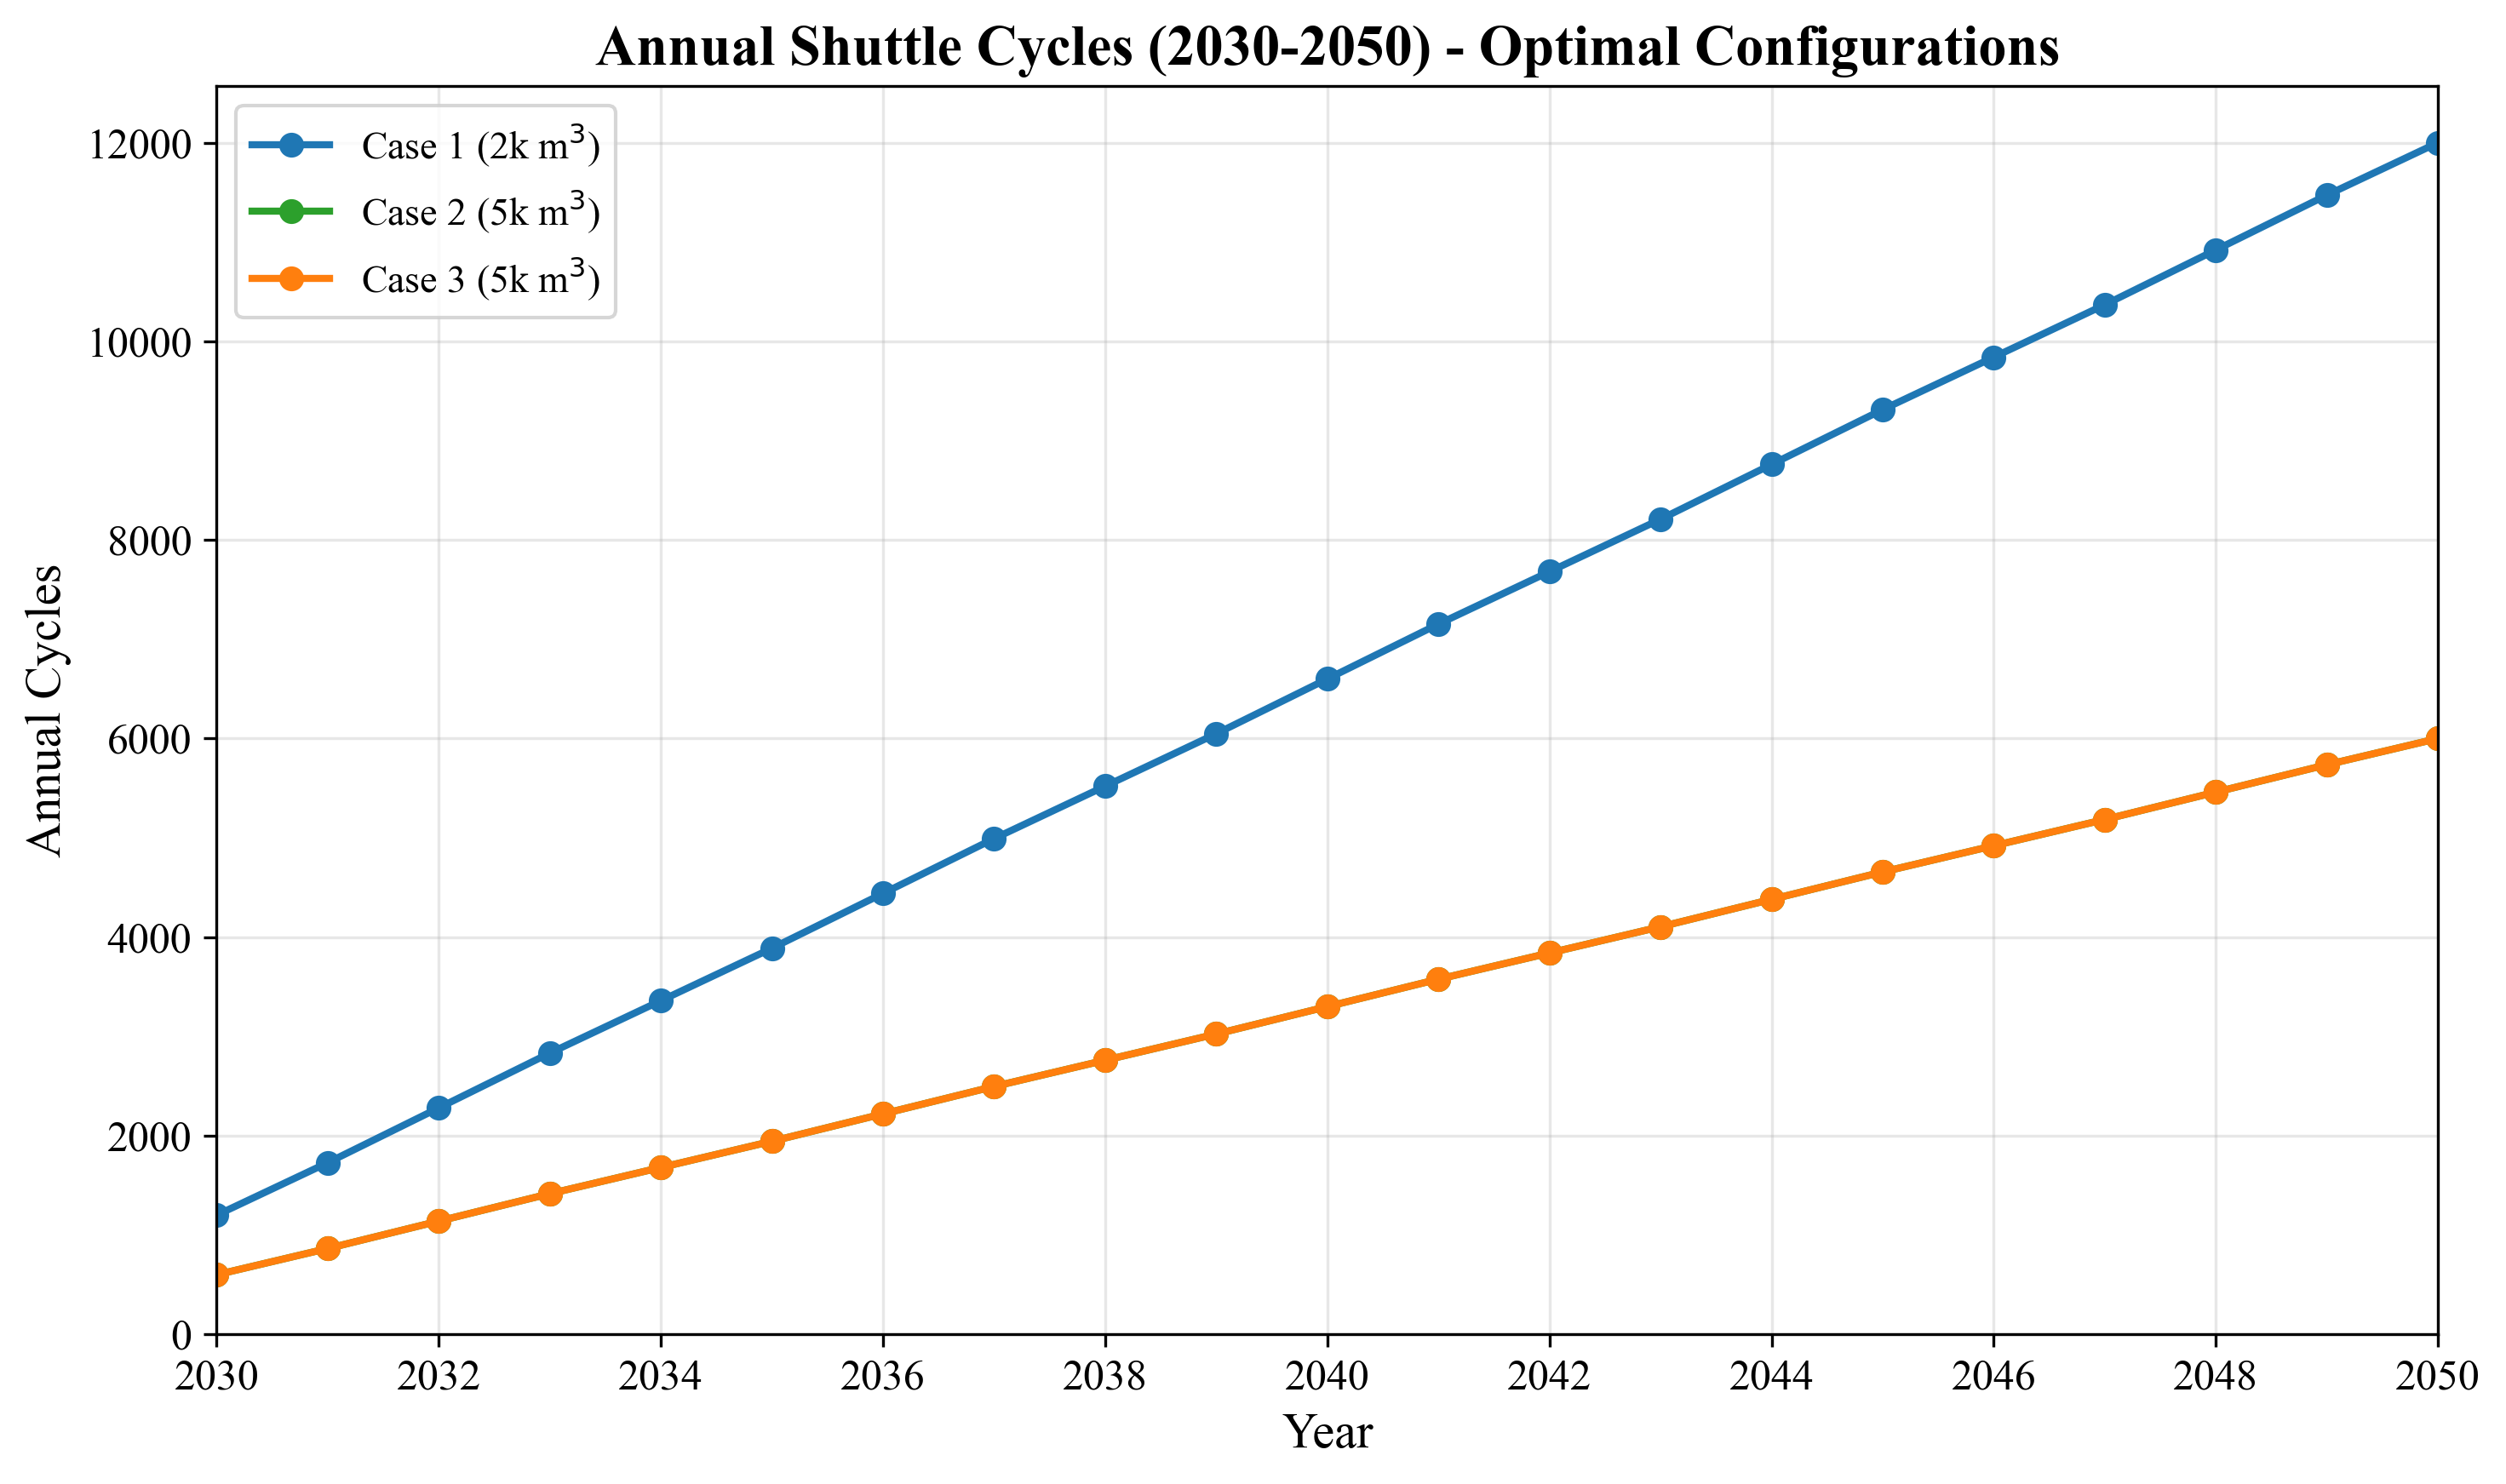 Annual Shuttle Cycles (2030-2050) - Optimal Configurations
Case 1 (2k m³)
Case 2 (5k m³)
Case 3 (5k m³)
Annual Cycles
12000
10000
8000
6000
4000
2000
0
2030 2032 2034 2036 2038 2040 2042 2044 2046 2048 2050
Year